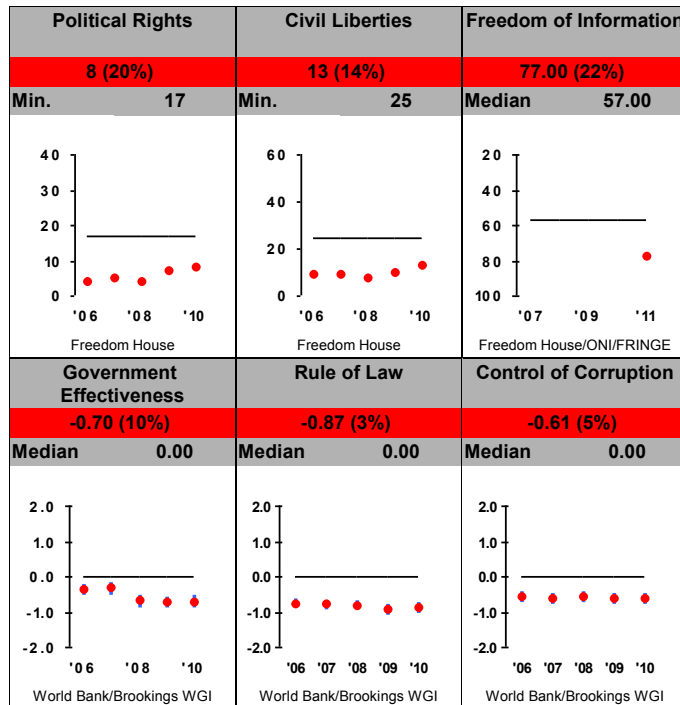 Political Rights
8 (20%)
Min. 17
40
30
20
10
0
'06 '08 '10
Freedom House
Civil Liberties
13 (14%)
Min. 25
60
40
20
0
'06 '08 '10
Freedom House
Freedom of Information
77.00 (22%)
Median 57.00
20
40
60
80
100
'07 '09 '11
Freedom House/ONI/FRINGE
Government
Effectiveness
-0.70 (10%)
Median 0.00
2.0
1.0
0.0
-1.0
-2.0
'06 '08 '10
World Bank/Brookings WGI
Rule of Law
-0.87 (3%)
Median 0.00
2.0
1.0
0.0
-1.0
-2.0
'06 '07 '08 '09 '10
World Bank/Brookings WGI
Control of Corruption
-0.61 (5%)
Median 0.00
2.0
1.0
0.0
-1.0
-2.0
'06 '07 '08 '09 '10
World Bank/Brookings WGI